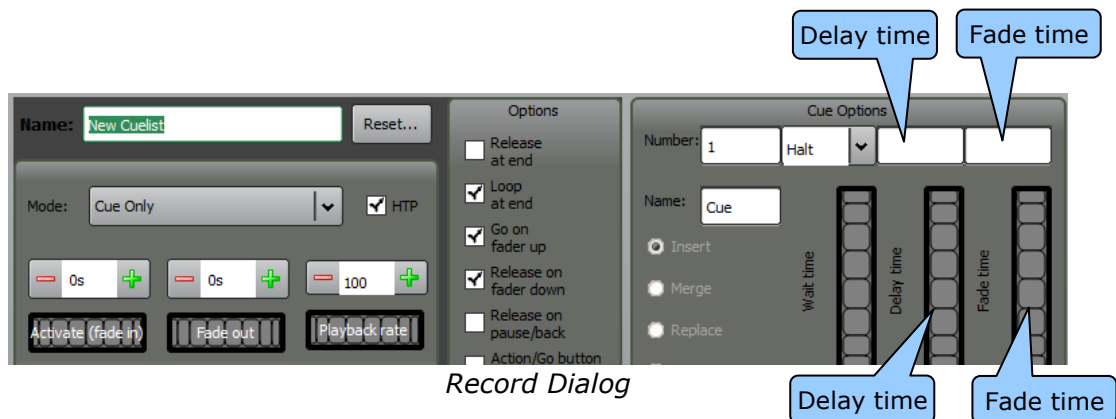 Delay time
Fade time
Name:
New Cuelist
Reset...
Mode:
Cue Only
HTP
0s
0s
100
Activate (fade in)
Fade out
Playback rate
Options
Release
at end
Loop
at end
Go on
fader up
Release on
fader down
Release on
pause/back
Action/Go button
Cue Options
Number:
1
Halt
Name:
Cue
Insert
Merge
Replace
Wait time
Delay time
Fade time
Record Dialog
Delay time
Fade time